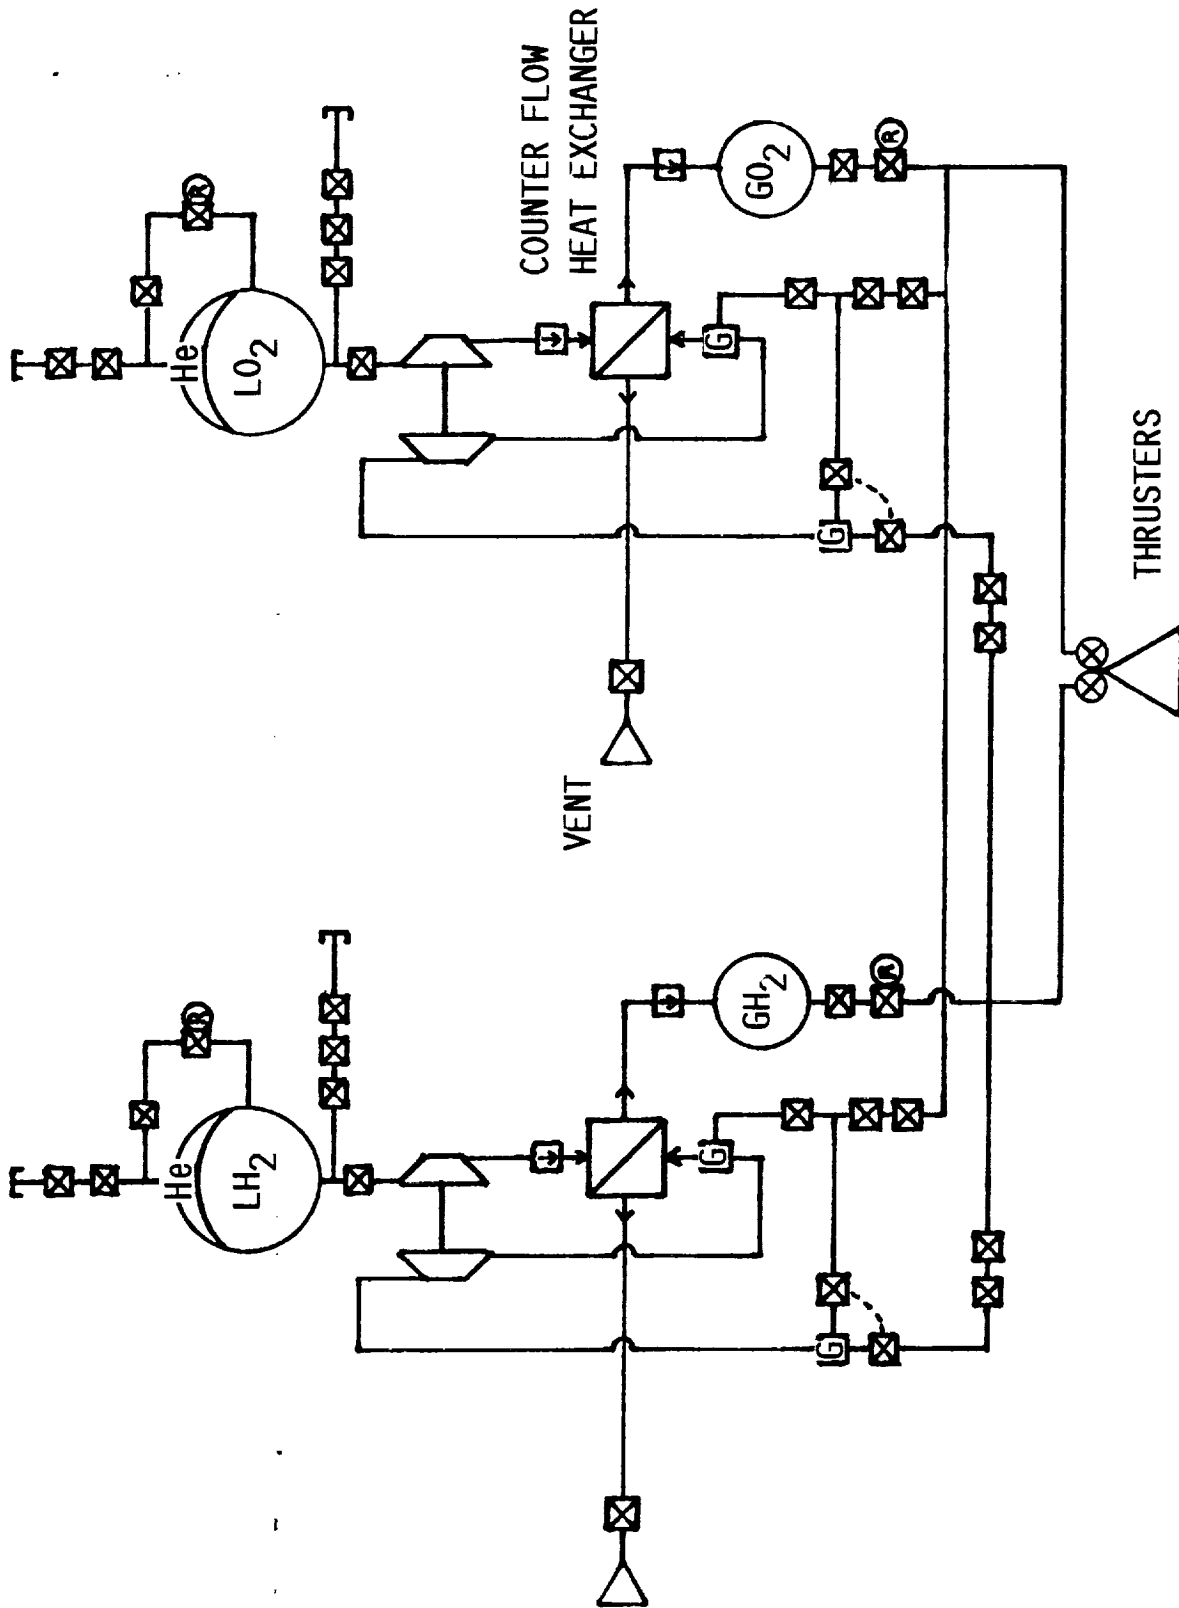 He
LO₂
R
COUNTER FLOW
HEAT EXCHANGER
GO₂
R
G
G
VENT
He
LH₂
R
GH₂
R
G
G
THRUSTERS